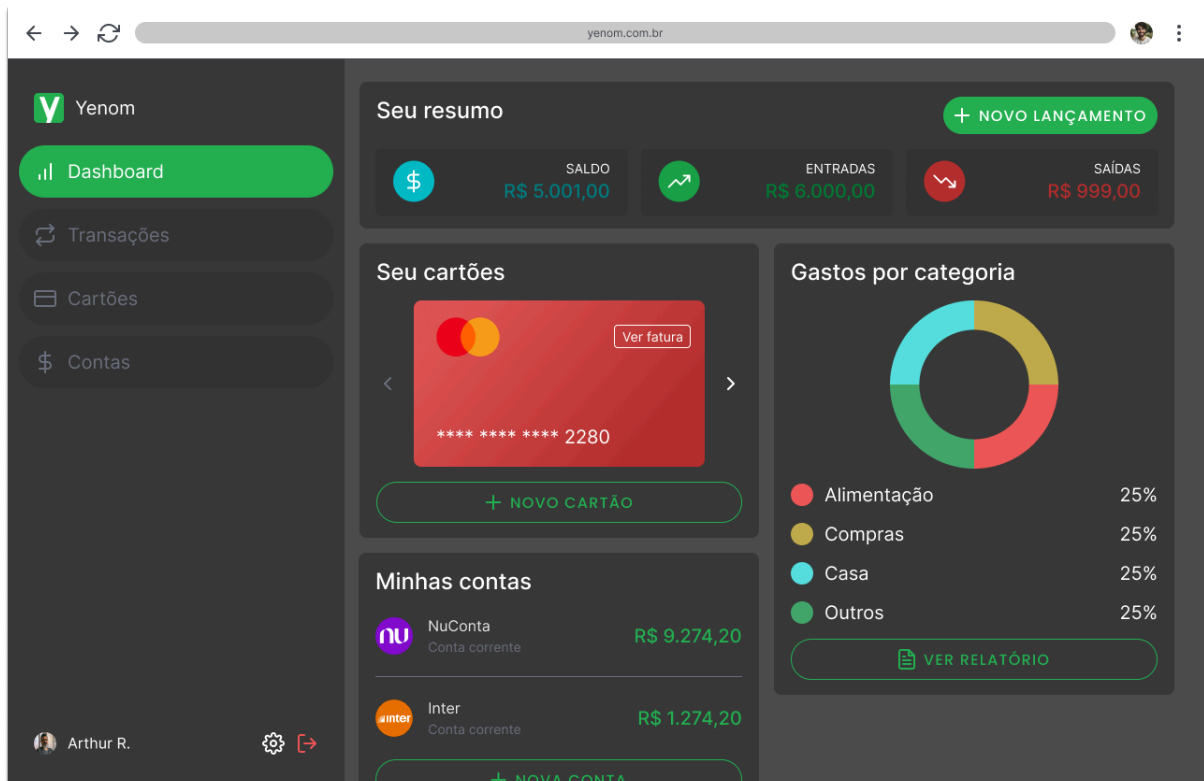 yenom.com.br
y Yenom
Dashboard
Transações
Cartões
Contas
Arthur R.
Seu resumo
+ NOVO LANÇAMENTO
$
SALDO
R$ 5.001,00
ENTRADAS
R$ 6.000,00
SAÍDAS
R$ 999,00
Seu cartões
Ver fatura
**** **** **** 2280
+ NOVO CARTÃO
Minhas contas
nu
NuConta
Conta corrente
R$ 9.274,20
inter
Inter
Conta corrente
R$ 1.274,20
+ NOVA CONTA
Gastos por categoria
Alimentação 25%
Compras 25%
Casa 25%
Outros 25%
VER RELATÓRIO